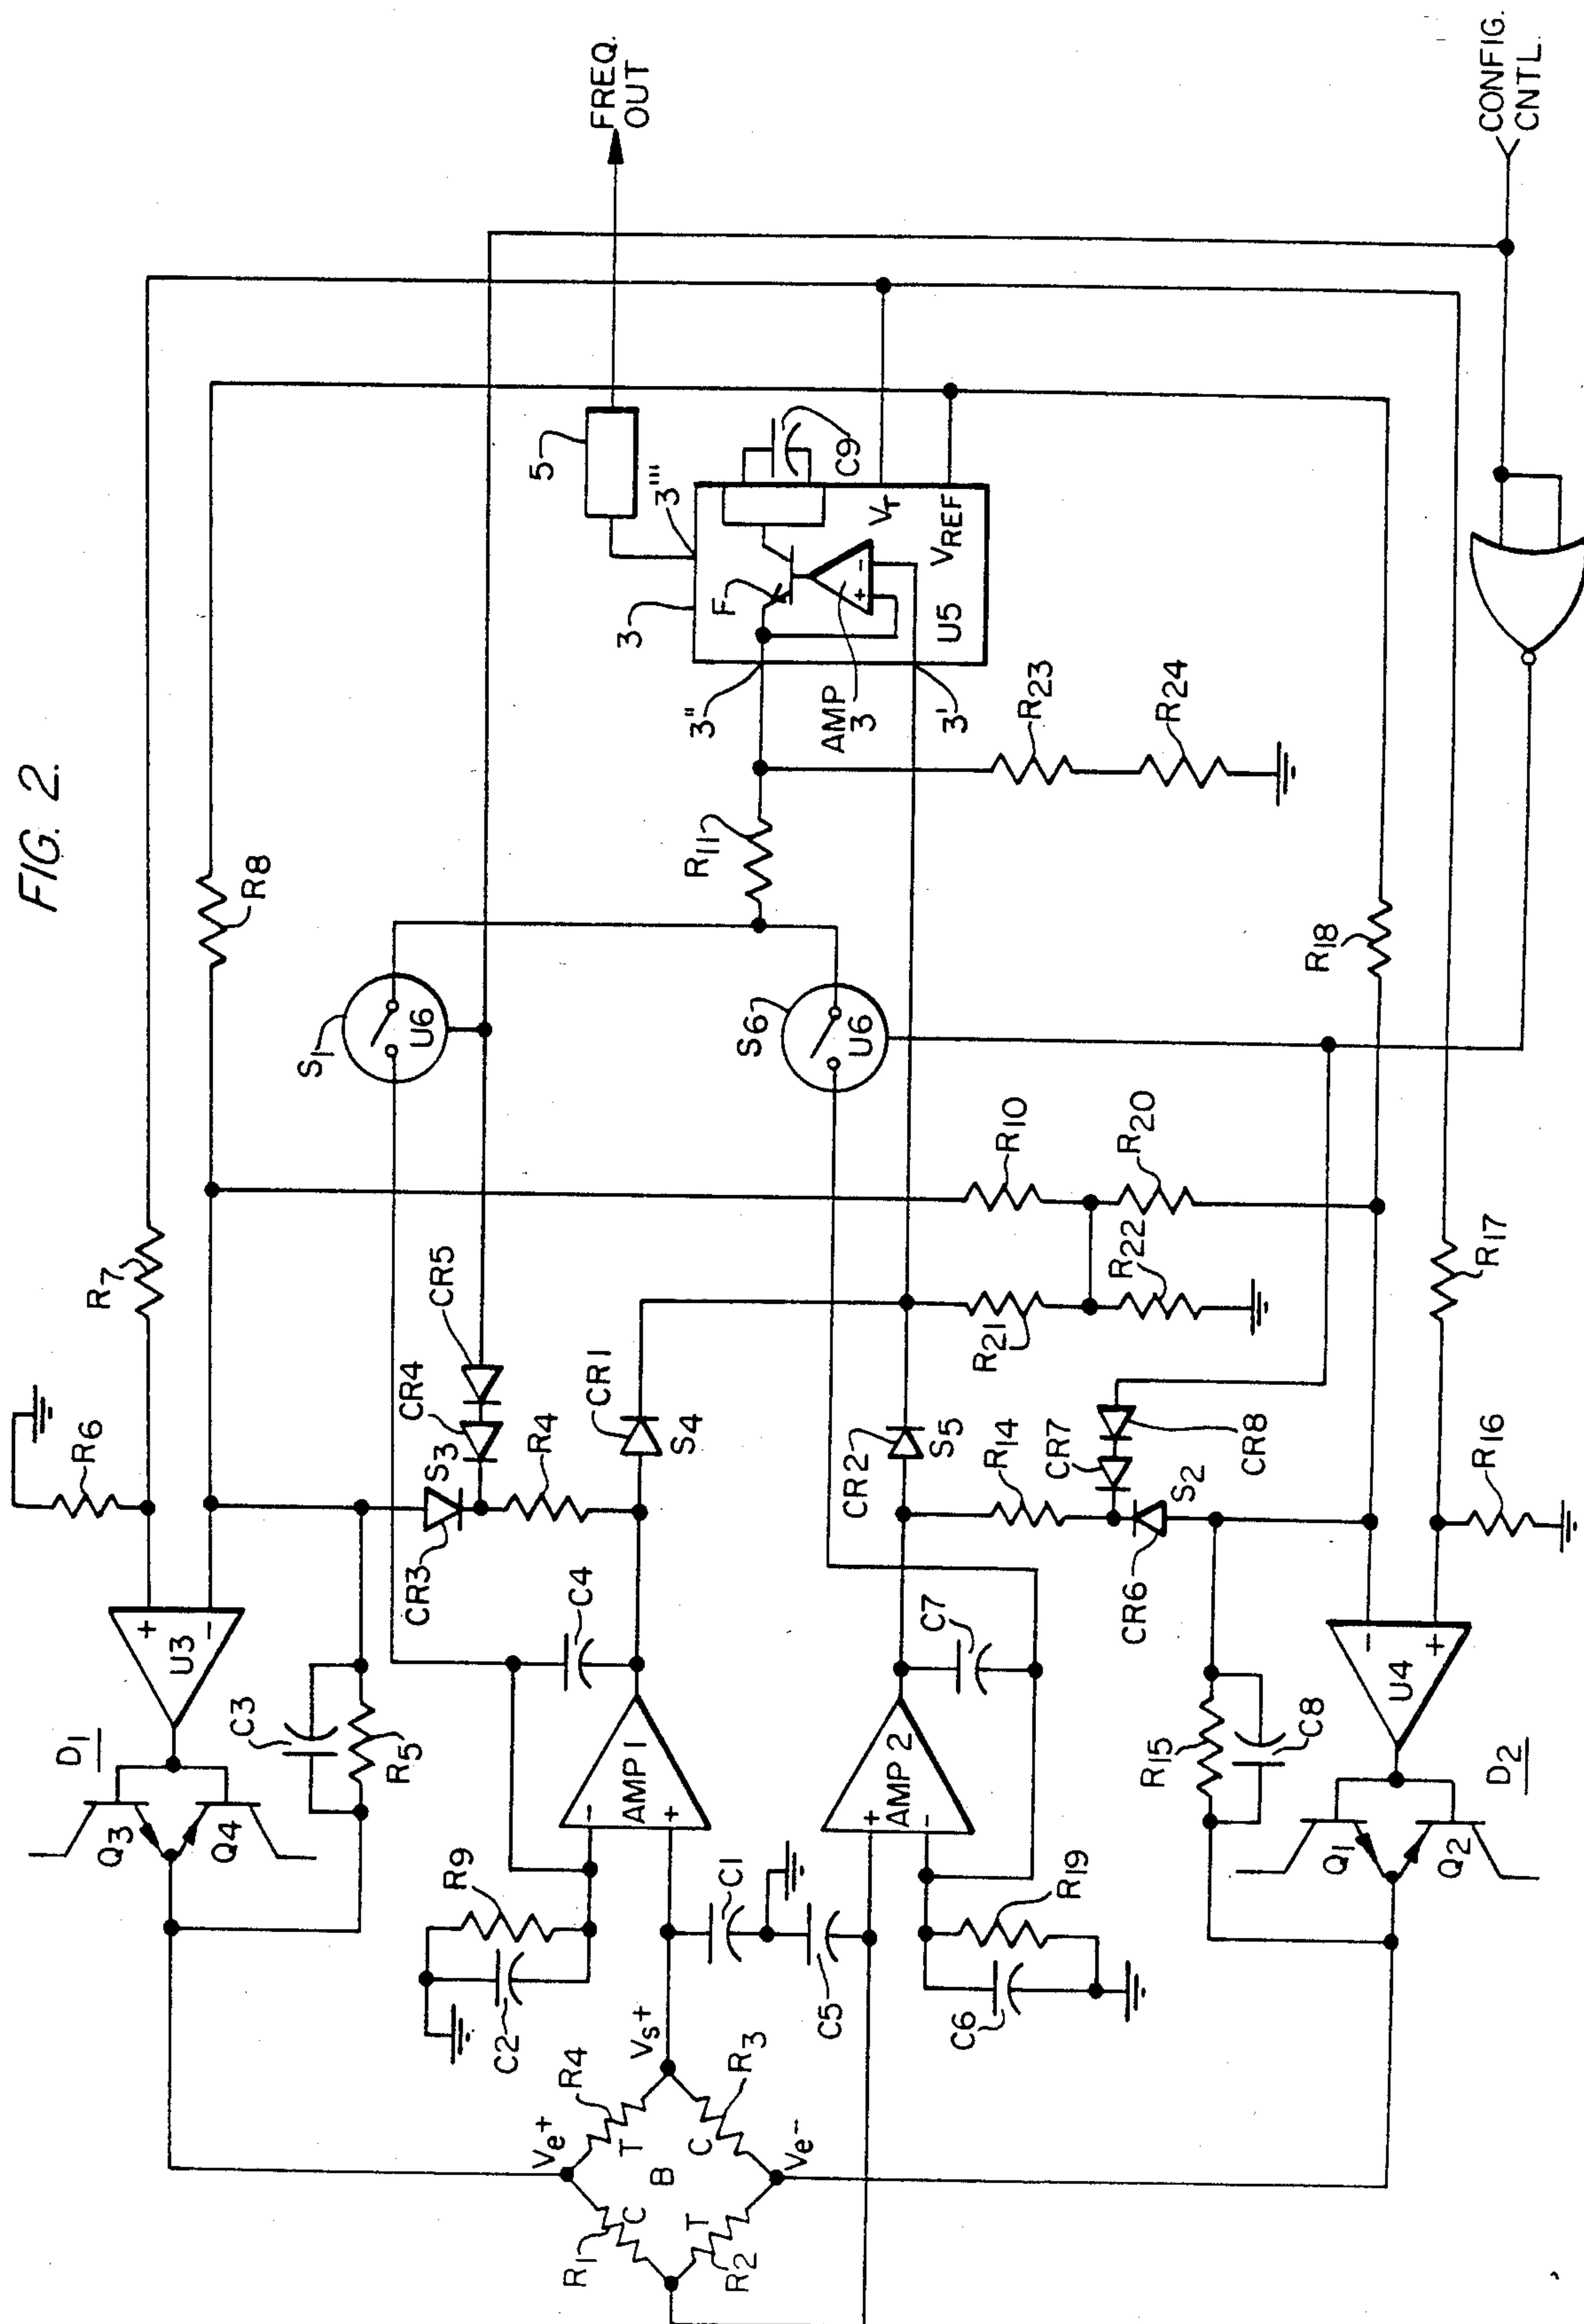 FIG. 2.
R7
R8
R6
U3
+
-
D1
Q3
Q4
C3
R5
CR3
S3
CR4
CR5
R4
S1
U6
C4
CR1
S4
AMP 1
-
+
R9
C2
C1
C5
Vs+
Ve+
R4
T
R3
C
B
R1
C
R2
T
Ve-
AMP 2
+
-
R19
C6
C7
CR2
S5
R14
CR7
CR8
S2
CR6
R15
C8
U4
-
+
D2
Q1
Q2
R16
R17
R18
R10
R20
R21
R22
S6
U6
R11
R23
R24
3
3'
3"
3'''
F
AMP
3
+
-
U5
VT
VREF
C9
5
FREQ.
OUT
CONFIG.
CNTL.